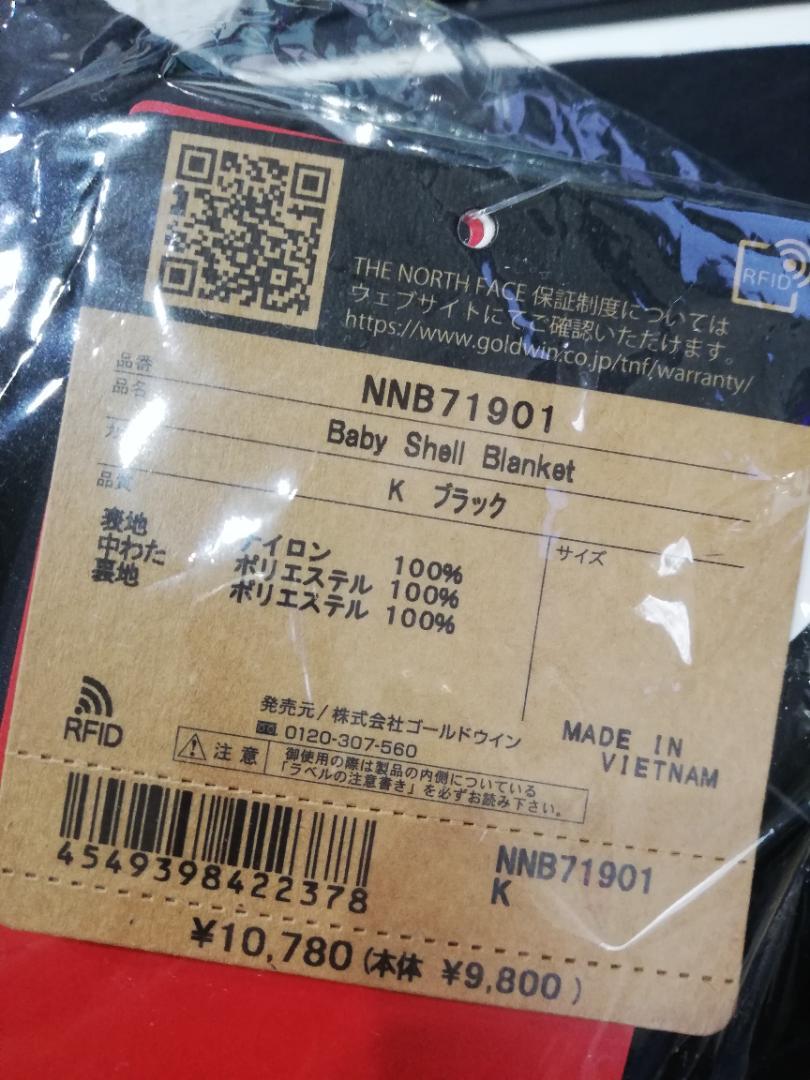 RFID
THE NORTH FACE 保証制度については
ウェブサイトにてご確認いただけます。
https://www.goldwin.co.jp/tnf/warranty/
品番 NNB71901
品名 Baby Shell Blanket
K ブラック
品質
サイズ
表地 ナイロン 100%
中わた ポリエステル 100%
裏地 ポリエステル 100%
RFID
発売元/株式会社ゴールドウイン
0120-307-560
MADE IN
VIETNAM
注意
御使用の際は製品の内側についている
「ラベルの注意書き」を必ずお読み下さい。
4549398422378
NNB71901
K
¥10,780(本体 ¥9,800)